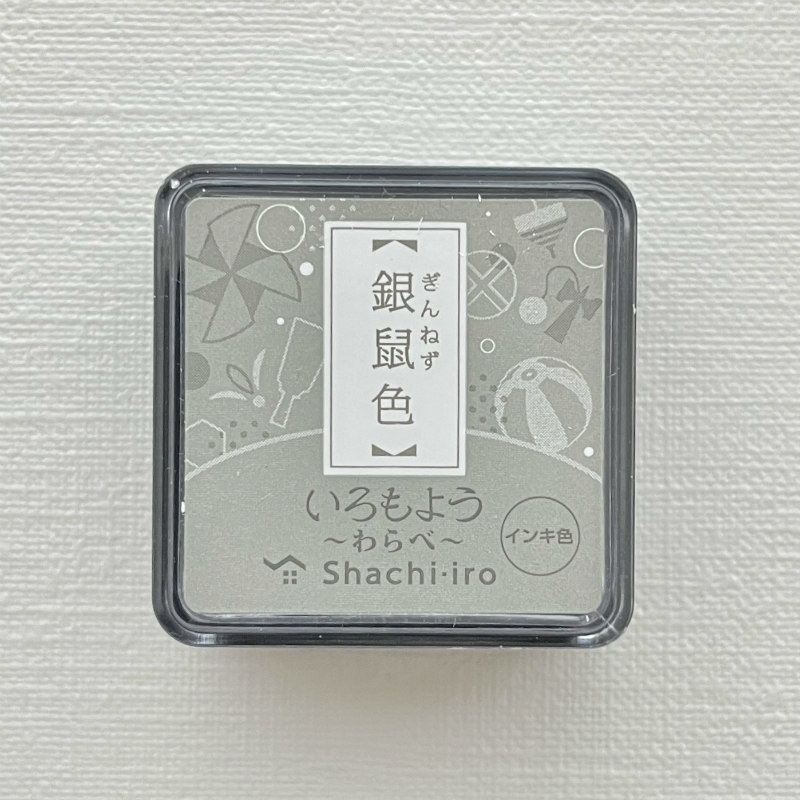 【銀鼠色】
ぎんねず
いろもよう
～わらべ～
インキ色
Shachi・iro